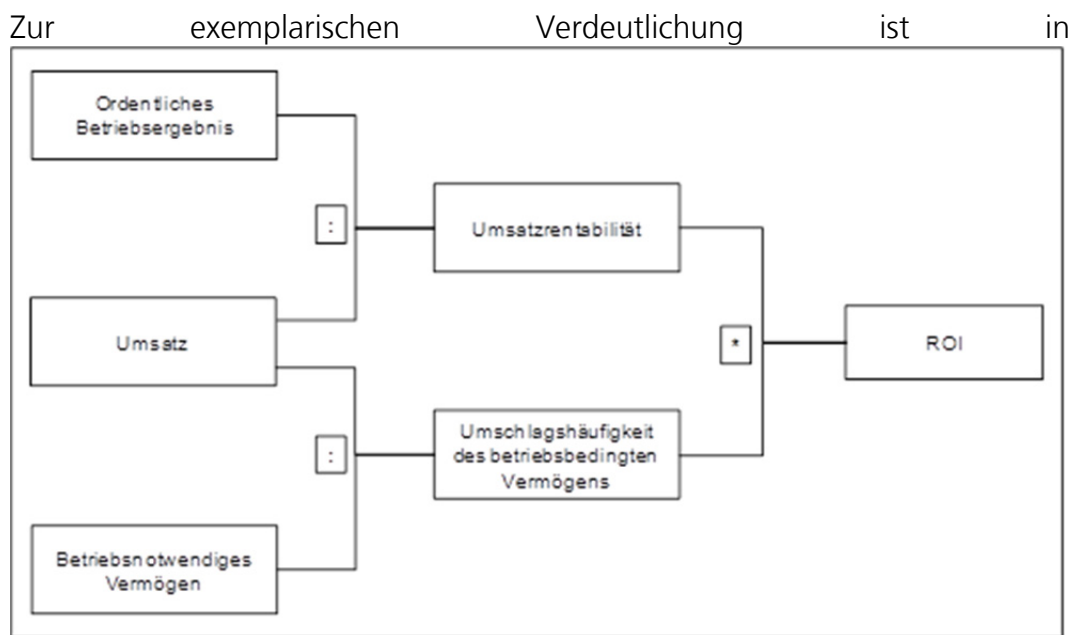 Zur exemplarischen Verdeutlichung ist in
Ordentliches
Betriebsergebnis
:
Umsatzrentabilität
Umsatz
*
ROI
:
Umschlagshäufigkeit
des betriebsbedingten
Vermögens
Betriebsnotwendiges
Vermögen